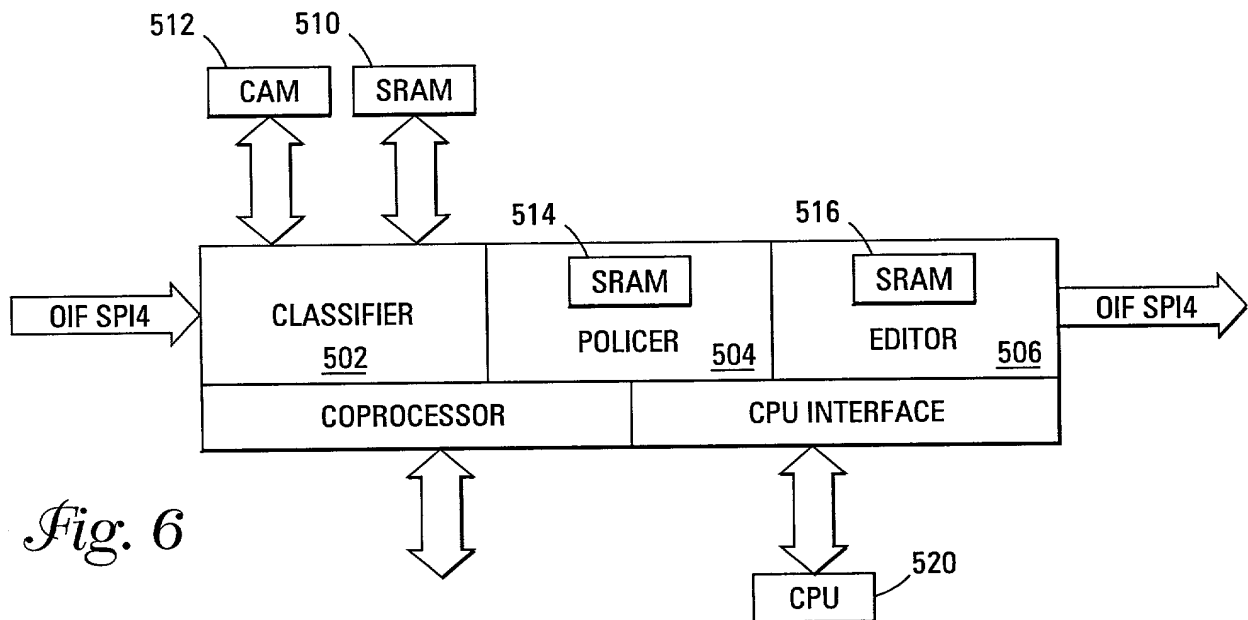 512
510
CAM
SRAM
514
516
SRAM
SRAM
OIF SPI4
CLASSIFIER
502
POLICER
504
EDITOR
506
OIF SPI4
COPROCESSOR
CPU INTERFACE
Fig. 6
520
CPU